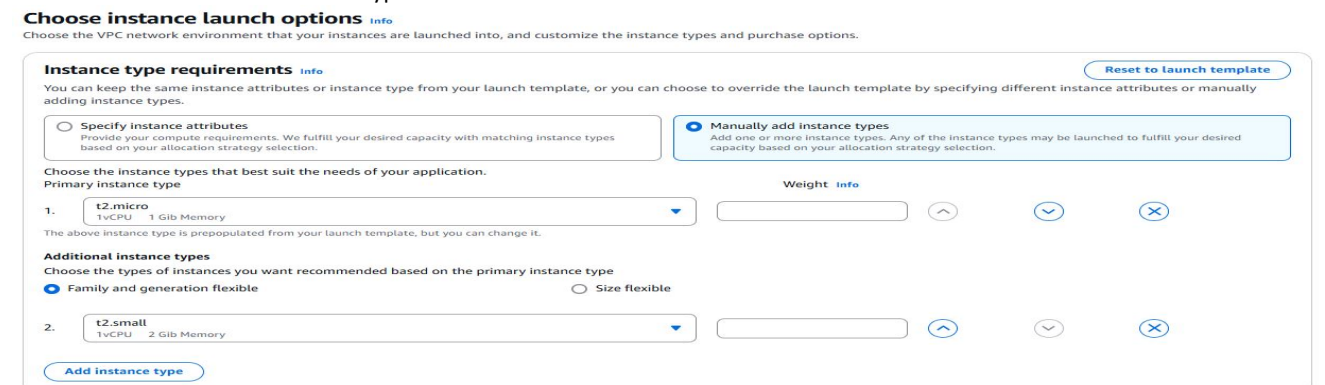 Choose instance launch options Info
Choose the VPC network environment that your instances are launched into, and customize the instance types and purchase options.
Instance type requirements Info
Reset to launch template
You can keep the same instance attributes or instance type from your launch template, or you can choose to override the launch template by specifying different instance attributes or manually
adding instance types.
Specify instance attributes
Provide your compute requirements. We fulfill your desired capacity with matching instance types
based on your allocation strategy selection.
Manually add instance types
Add one or more instance types. Any of the instance types may be launched to fulfill your desired
capacity based on your allocation strategy selection.
Choose the instance types that best suit the needs of your application.
Primary instance type
Weight Info
1.
t2.micro
1vCPU 1 Gib Memory
The above instance type is prepopulated from your launch template, but you can change it.
Additional instance types
Choose the types of instances you want recommended based on the primary instance type
Family and generation flexible
Size flexible
2.
t2.small
1vCPU 2 Gib Memory
Add instance type